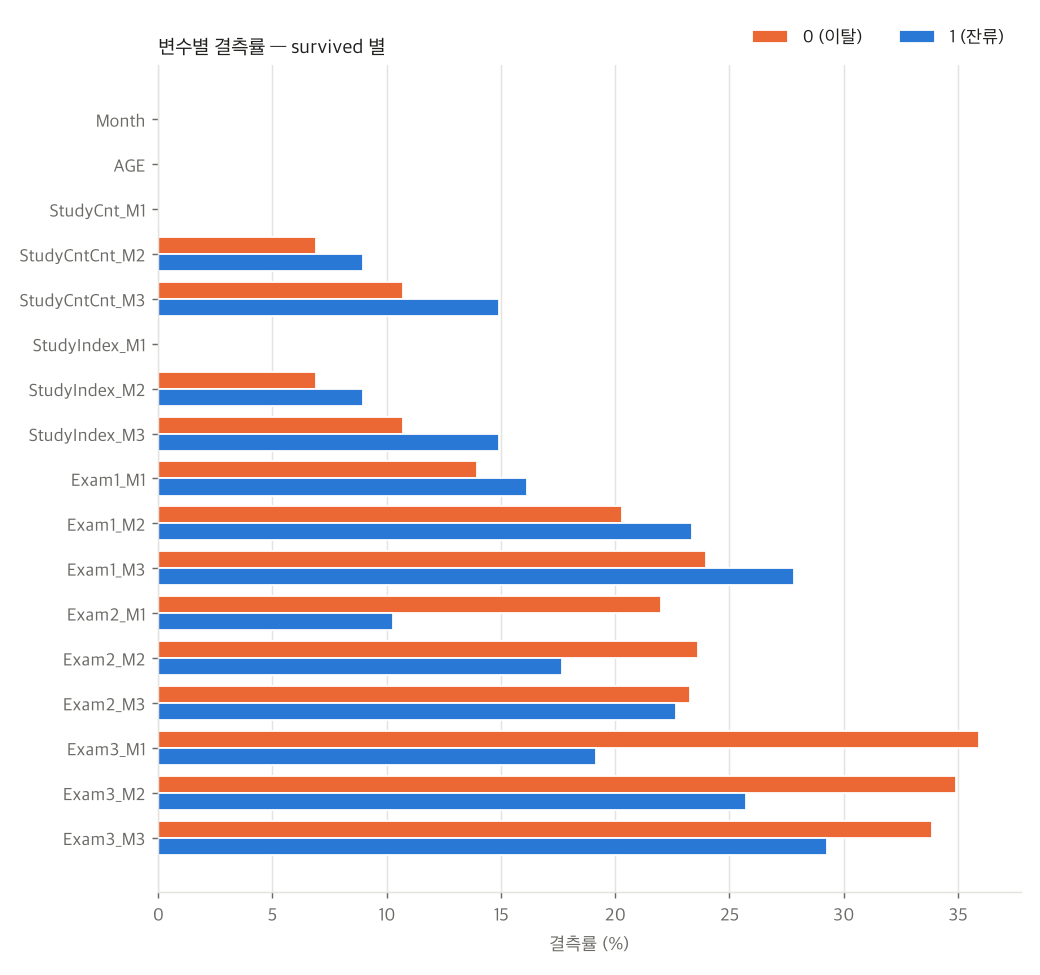 변수별 결측률 — survived 별
0 (이탈)
1 (잔류)
Month
AGE
StudyCnt_M1
StudyCntCnt_M2
StudyCntCnt_M3
StudyIndex_M1
StudyIndex_M2
StudyIndex_M3
Exam1_M1
Exam1_M2
Exam1_M3
Exam2_M1
Exam2_M2
Exam2_M3
Exam3_M1
Exam3_M2
Exam3_M3
0 5 10 15 20 25 30 35
결측률 (%)